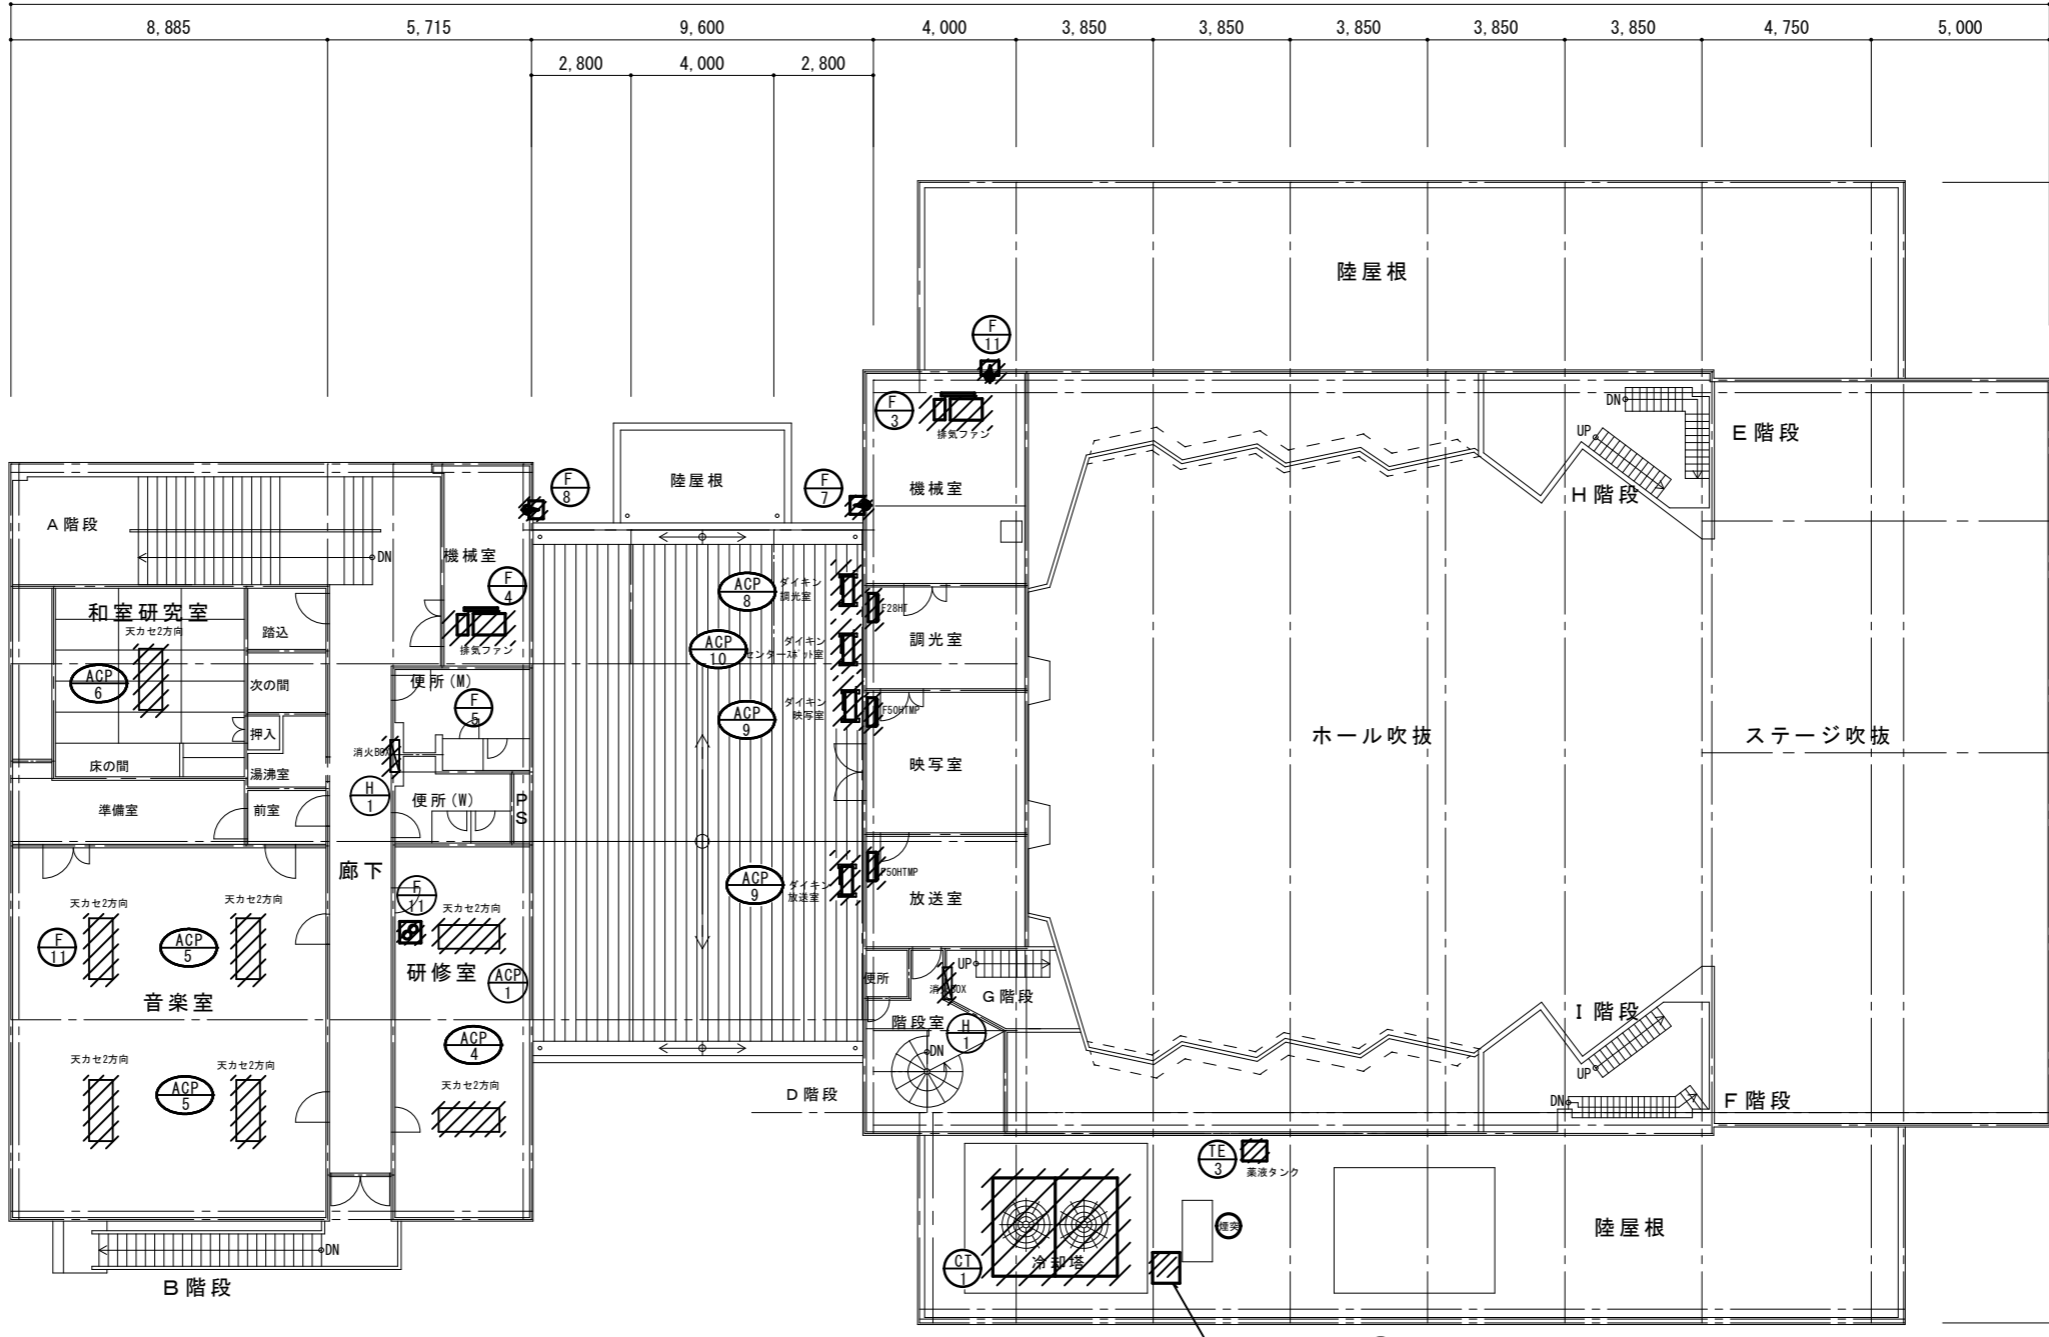 8,885
5,715
9,600
4,000
3,850
3,850
3,850
3,850
3,850
4,750
5,000
2,800
4,000
2,800
陸屋根
F
11
F
3
排気ファン
機械室
DN
UP
E階段
H階段
陸屋根
F
8
F
7
A階段
DN
機械室
F
4
排気ファン
和室研究室
天カセ2方向
踏込
ACP
6
次の間
押入
床の間
湯沸室
準備室
前室
便所(M)
F
5
消火BOX
H
1
便所(W)
PS
ACP
8
ダイキン
調光室
F28HT
調光室
ACP
10
ダイキン
センタースポット室
ACP
9
ダイキン
映写室
F50HTMP
映写室
ホール吹抜
ステージ吹抜
ACP
9
ダイキン
放送室
F50HTMP
放送室
廊下
F
11
天カセ2方向
天カセ2方向
天カセ2方向
F
11
ACP
5
音楽室
研修室
ACP
1
ACP
4
天カセ2方向
天カセ2方向
天カセ2方向
ACP
5
便所
UP
消火BOX
G階段
階段室
H
1
DN
D階段
I階段
UP
DN
F階段
TE
3
薬液タンク
煙突
冷却塔
CT
1
陸屋根
DN
B階段